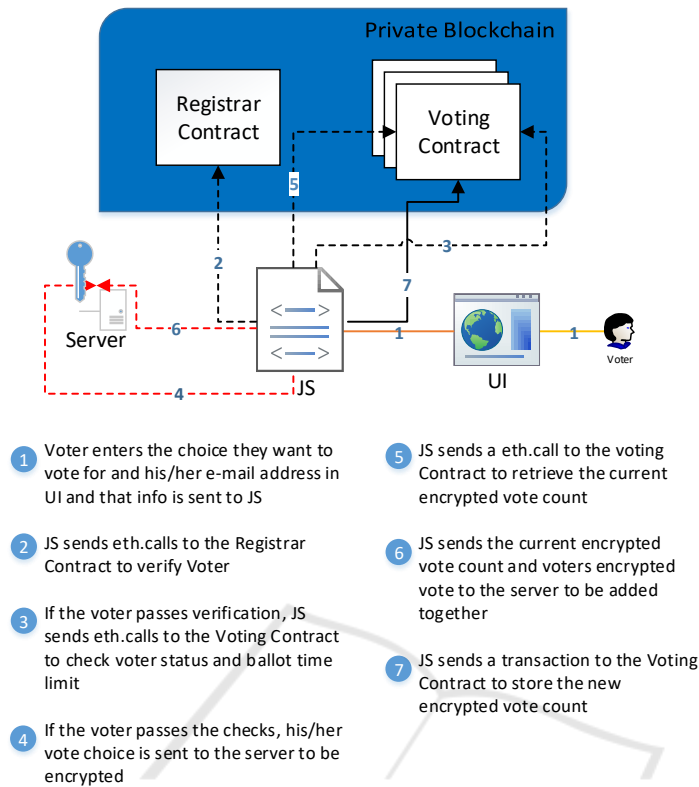 Private Blockchain
Registrar
Contract
Voting
Contract
5
2
3
7
Server
6
1
1
4
JS
UI
Voter
1 Voter enters the choice they want to
vote for and his/her e-mail address in
UI and that info is sent to JS
2 JS sends eth.calls to the Registrar
Contract to verify Voter
3 If the voter passes verification, JS
sends eth.calls to the Voting Contract
to check voter status and ballot time
limit
4 If the voter passes the checks, his/her
vote choice is sent to the server to be
encrypted
5 JS sends a eth.call to the voting
Contract to retrieve the current
encrypted vote count
6 JS sends the current encrypted
vote count and voters encrypted
vote to the server to be added
together
7 JS sends a transaction to the Voting
Contract to store the new
encrypted vote count